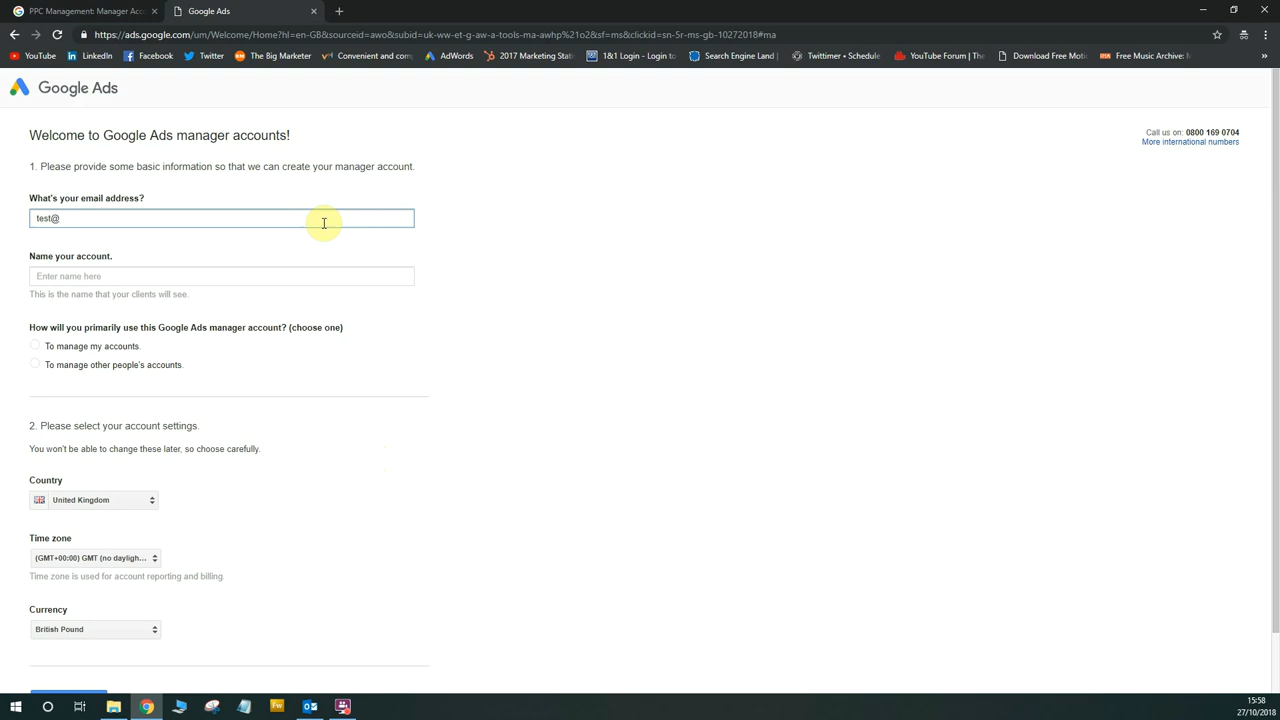 PPC Management: Manager Acc
Google Ads
https://ads.google.com/um/Welcome/Home?hl=en-GB&sourceid=awo&subid=uk-ww-et-g-aw-a-tools-ma-awhp%21o2&sf=ms&clickid=sn-5r-ms-gb-10272018#ma
YouTube
LinkedIn
Facebook
Twitter
The Big Marketer
Convenient and com
AdWords
2017 Marketing Stati
1&1 Login - Login to
Search Engine Land |
Twittimer • Schedule
YouTube Forum | The
Download Free Motic
Free Music Archive: N
Google Ads
Welcome to Google Ads manager accounts!
Call us on: 0800 169 0704
More international numbers
1. Please provide some basic information so that we can create your manager account.
What's your email address?
test@
Name your account.
Enter name here
This is the name that your clients will see.
How will you primarily use this Google Ads manager account? (choose one)
To manage my accounts.
To manage other people's accounts.
2. Please select your account settings.
You won't be able to change these later, so choose carefully.
Country
United Kingdom
Time zone
(GMT+00:00) GMT (no dayligh...
Time zone is used for account reporting and billing.
Currency
British Pound
Fw
15:58
27/10/2018